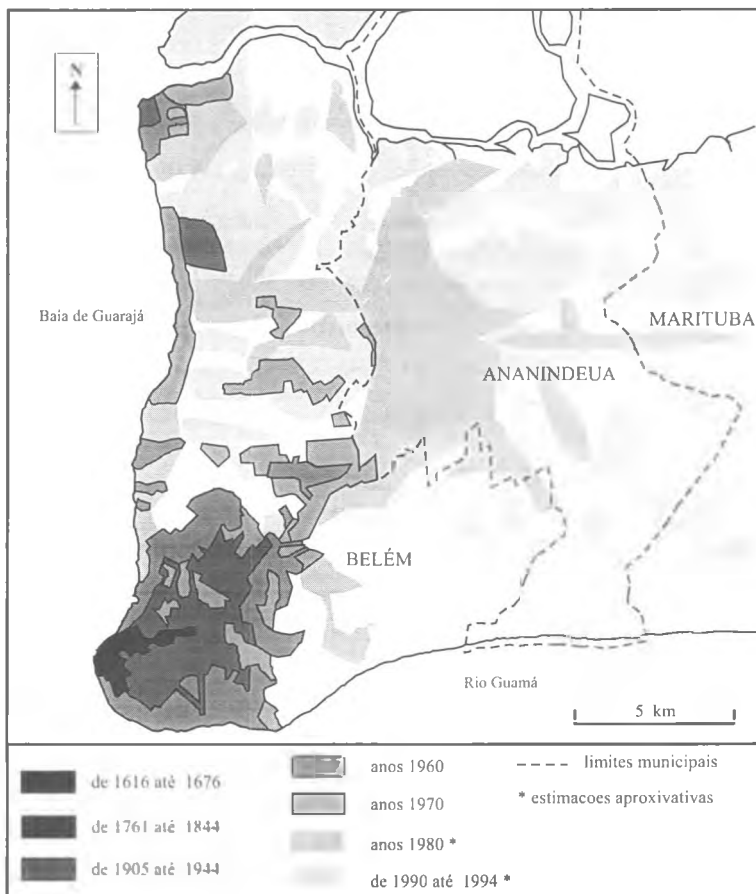 N
Baia de Guarajá
MARITUBA
ANANINDEUA
BELÉM
Rio Guamá
5 km
de 1616 até 1676
de 1761 até 1844
de 1905 até 1944
anos 1960
anos 1970
anos 1980 *
de 1990 até 1994 *
limites municipais
* estimacoes aproxivativas